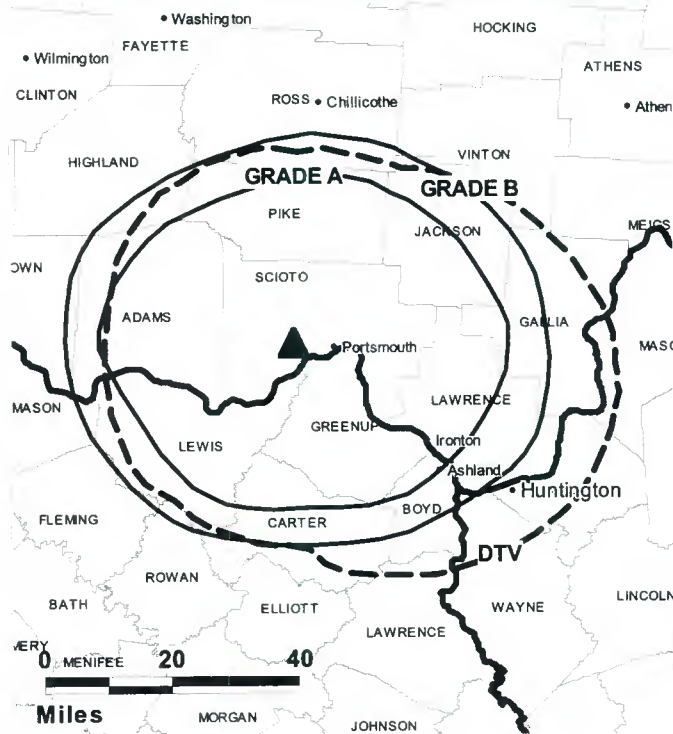 Washington
HOCKING
FAYETTE
Wilmington
ATHENS
CLINTON
ROSS Chillicothe
Athen
HIGHLAND
VINTON
GRADE A
GRADE B
PIKE
JACKSON
MEIGS
OWN
SCIOTO
ADAMS
GALLIA
Portsmouth
MASO
MASON
LAWRENCE
GREENUP
LEWIS
Ironton
Ashland
Huntington
BOYD
CARTER
FLEMING
DTV
ROWAN
BATH
ELLIOTT
WAYNE
LINCOLN
LAWRENCE
MERY
0 20 40
MENIFEE
Miles
MORGAN
JOHNSON